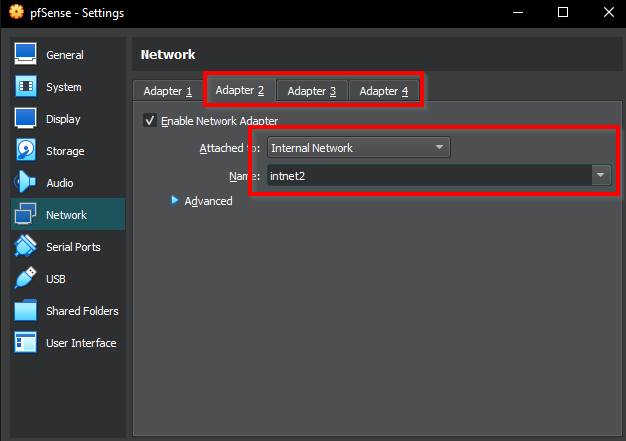 pfSense - Settings
General
System
Display
Storage
Audio
Network
Serial Ports
USB
Shared Folders
User Interface
Network
Adapter 1 Adapter 2 Adapter 3 Adapter 4
Enable Network Adapter
Attached to: Internal Network
Name: intnet2
Advanced